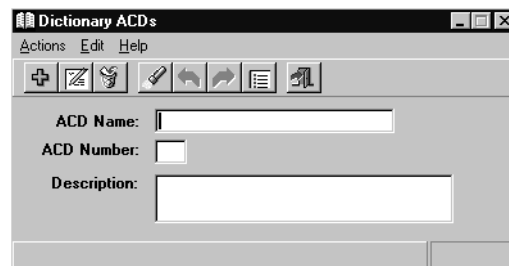 Dictionary ACDs
Actions Edit Help
ACD Name:
ACD Number:
Description: